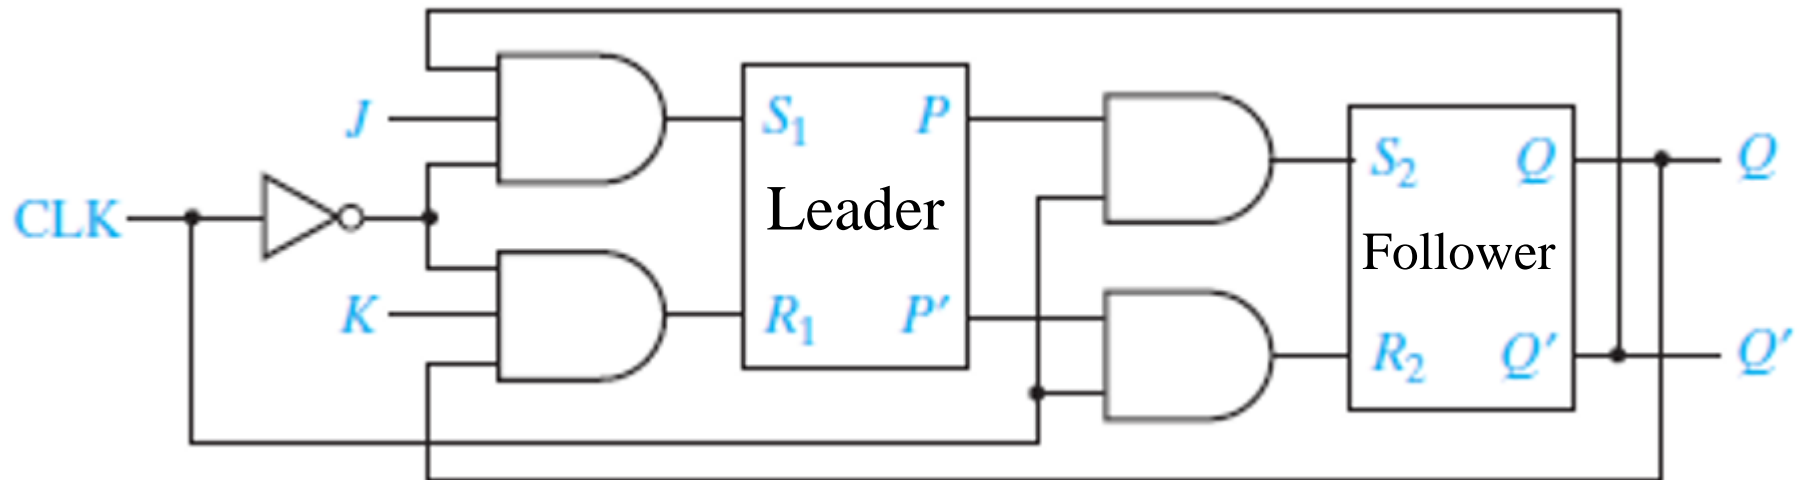 J
S₁ P
S₂ Q Q
CLK
Leader
Follower
K
R₁ P′
R₂ Q′ Q′